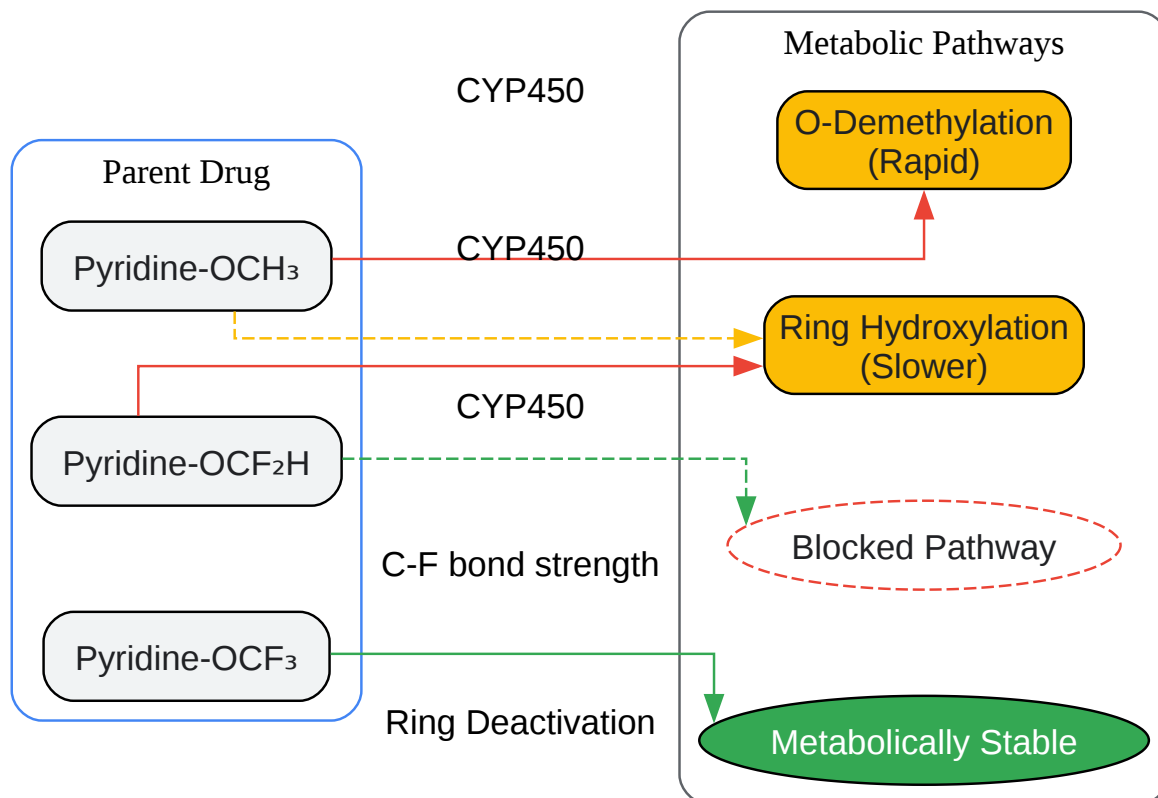 Metabolic Pathways
CYP450
O-Demethylation
(Rapid)
Parent Drug
Pyridine-OCH₃
CYP450
Ring Hydroxylation
(Slower)
CYP450
Pyridine-OCF₂H
Blocked Pathway
C-F bond strength
Pyridine-OCF₃
Ring Deactivation
Metabolically Stable